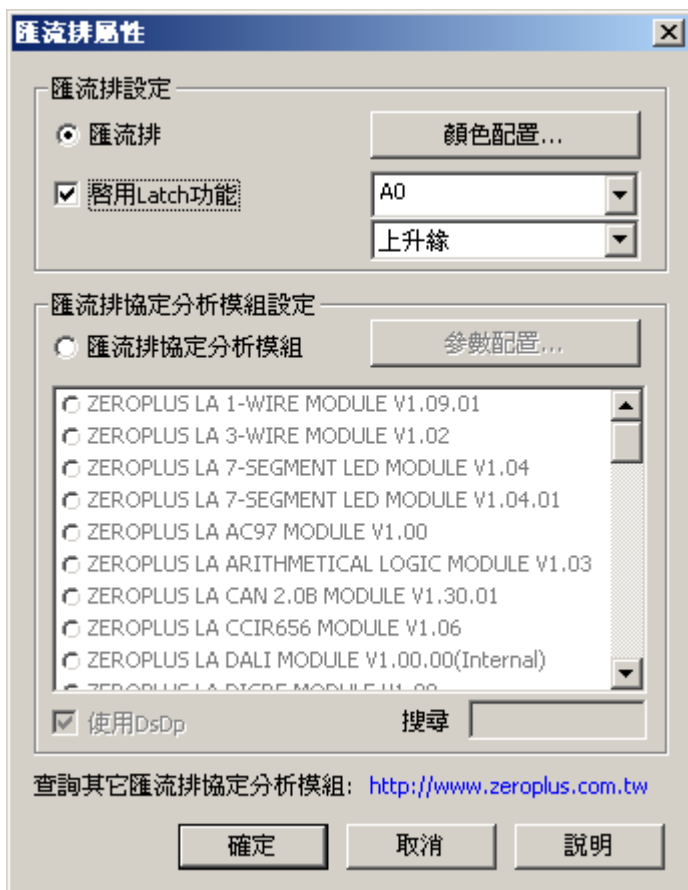 匯流排屬性
匯流排設定
匯流排
顏色配置...
啓用Latch功能
A0
上升緣
匯流排協定分析模組設定
匯流排協定分析模組
參數配置...
ZEROPLUS LA 1-WIRE MODULE V1.09.01
ZEROPLUS LA 3-WIRE MODULE V1.02
ZEROPLUS LA 7-SEGMENT LED MODULE V1.04
ZEROPLUS LA 7-SEGMENT LED MODULE V1.04.01
ZEROPLUS LA AC97 MODULE V1.00
ZEROPLUS LA ARITHMETICAL LOGIC MODULE V1.03
ZEROPLUS LA CAN 2.0B MODULE V1.30.01
ZEROPLUS LA CCIR656 MODULE V1.06
ZEROPLUS LA DALI MODULE V1.00.00(Internal)
ZEROPLUS LA
使用DsDp
搜尋
查詢其它匯流排協定分析模組: http://www.zeroplus.com.tw
確定
取消
說明